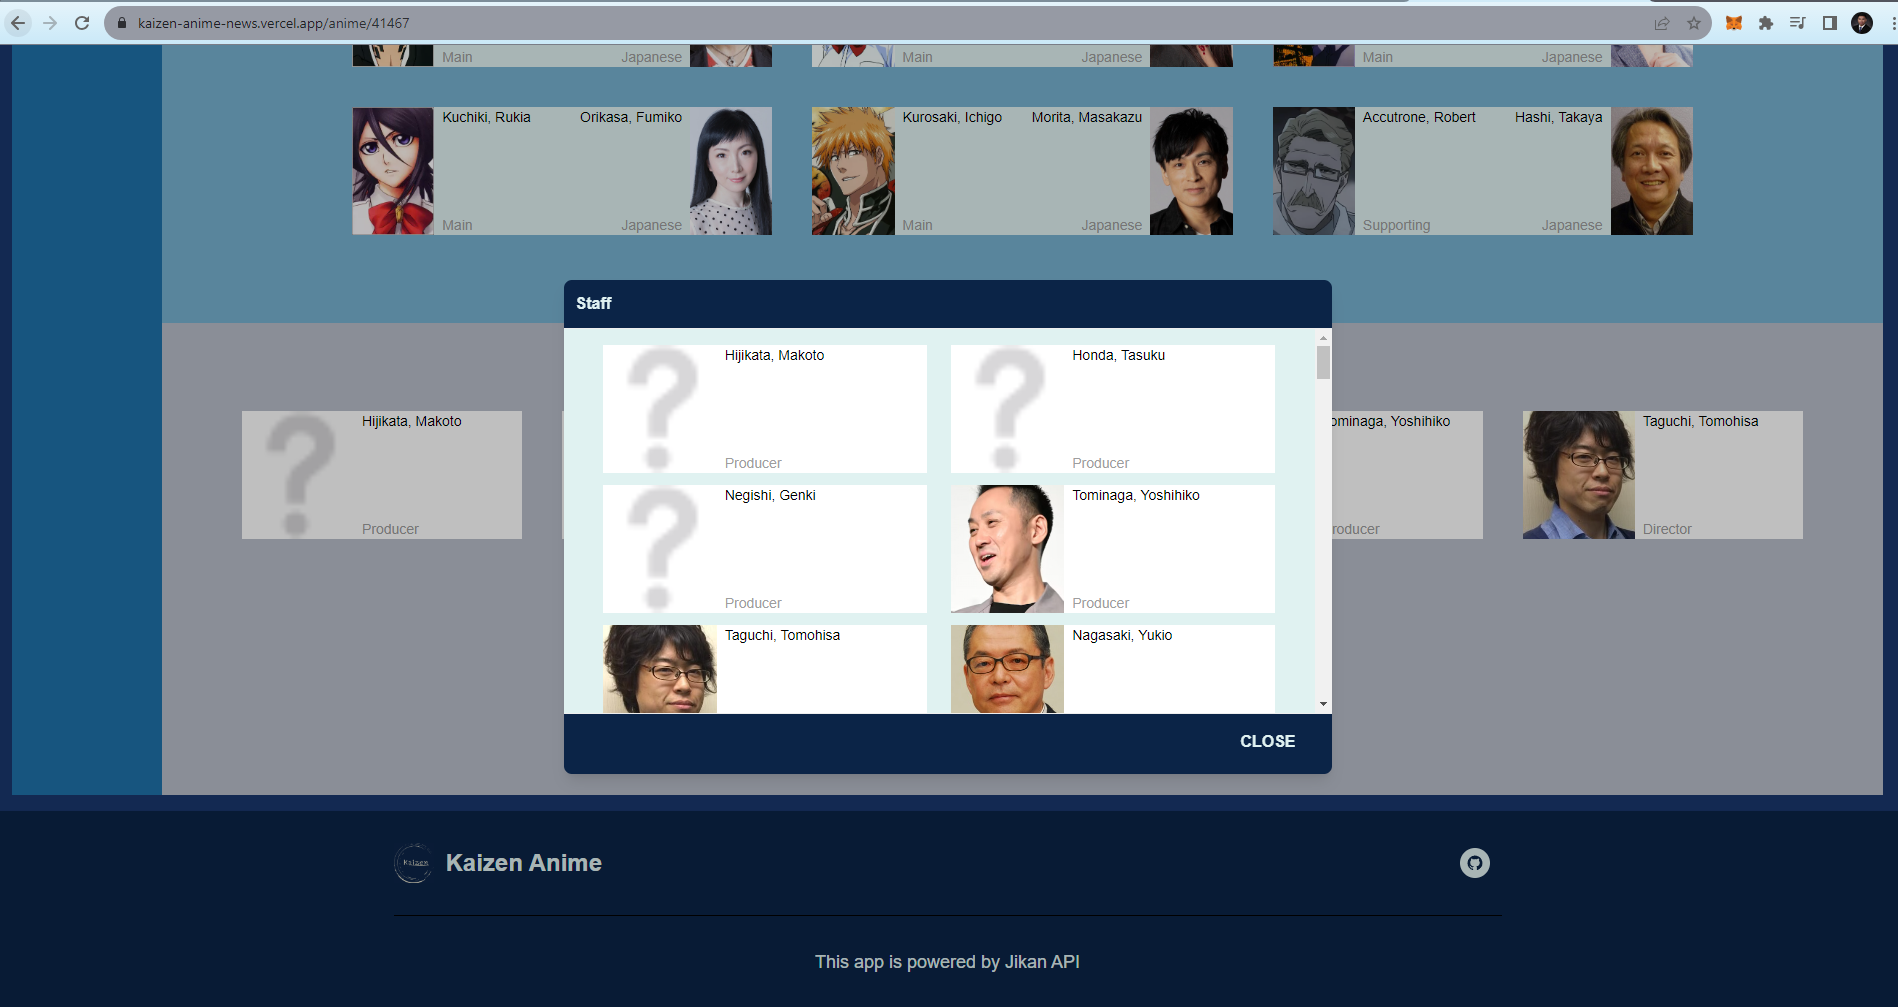 kaizen-anime-news.vercel.app/anime/41467
Main Japanese
Main Japanese
Main Japanese
Kuchiki, Rukia Orikasa, Fumiko
Main Japanese
Kurosaki, Ichigo Morita, Masakazu
Main Japanese
Accutrone, Robert Hashi, Takaya
Supporting Japanese
Staff
Hijikata, Makoto
Producer
Honda, Tasuku
Producer
Negishi, Genki
Producer
Tominaga, Yoshihiko
Producer
Taguchi, Tomohisa
Nagasaki, Yukio
CLOSE
Hijikata, Makoto
Producer
ominaga, Yoshihiko
roducer
Taguchi, Tomohisa
Director
Kaizen
Kaizen Anime
This app is powered by Jikan API